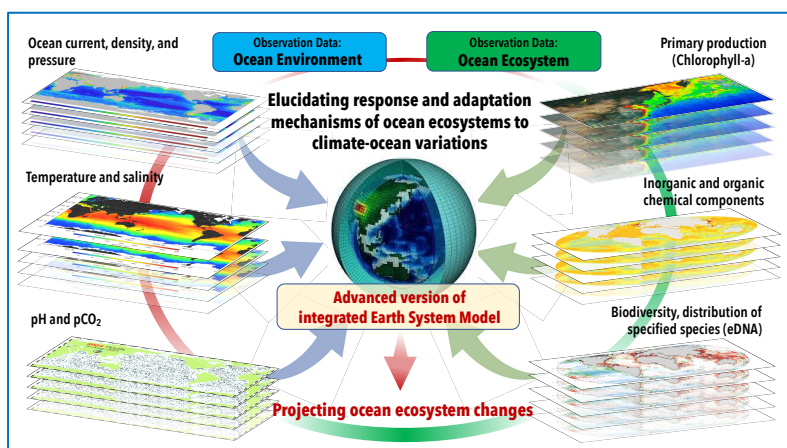 Ocean current, density, and
pressure
Observation Data:
Ocean Environment
Observation Data:
Ocean Ecosystem
Primary production
(Chlorophyll-a)
Elucidating response and adaptation
mechanisms of ocean ecosystems to
climate-ocean variations
Temperature and salinity
Inorganic and organic
chemical components
Advanced version of
integrated Earth System Model
pH and pCO₂
Biodiversity, distribution of
specified species (eDNA)
Projecting ocean ecosystem changes